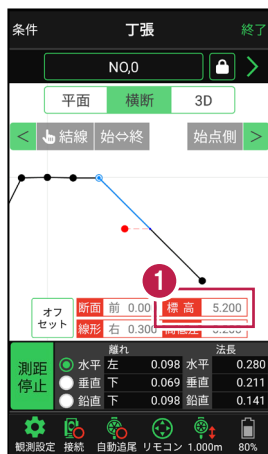 条件 丁張 終了
NO,0
平面 横断 3D
< 結線 始⇔終 始点側 >
1
オフセット 断面 前 0.00 標高 5.200
線形 右 0.300
離れ 法長
測距停止 水平 左 0.098 水平 0.280
垂直 下 0.069 垂直 0.211
鉛直 下 0.098 鉛直 0.141
観測設定 接続 自動追尾 リモコン 1.000m 80%